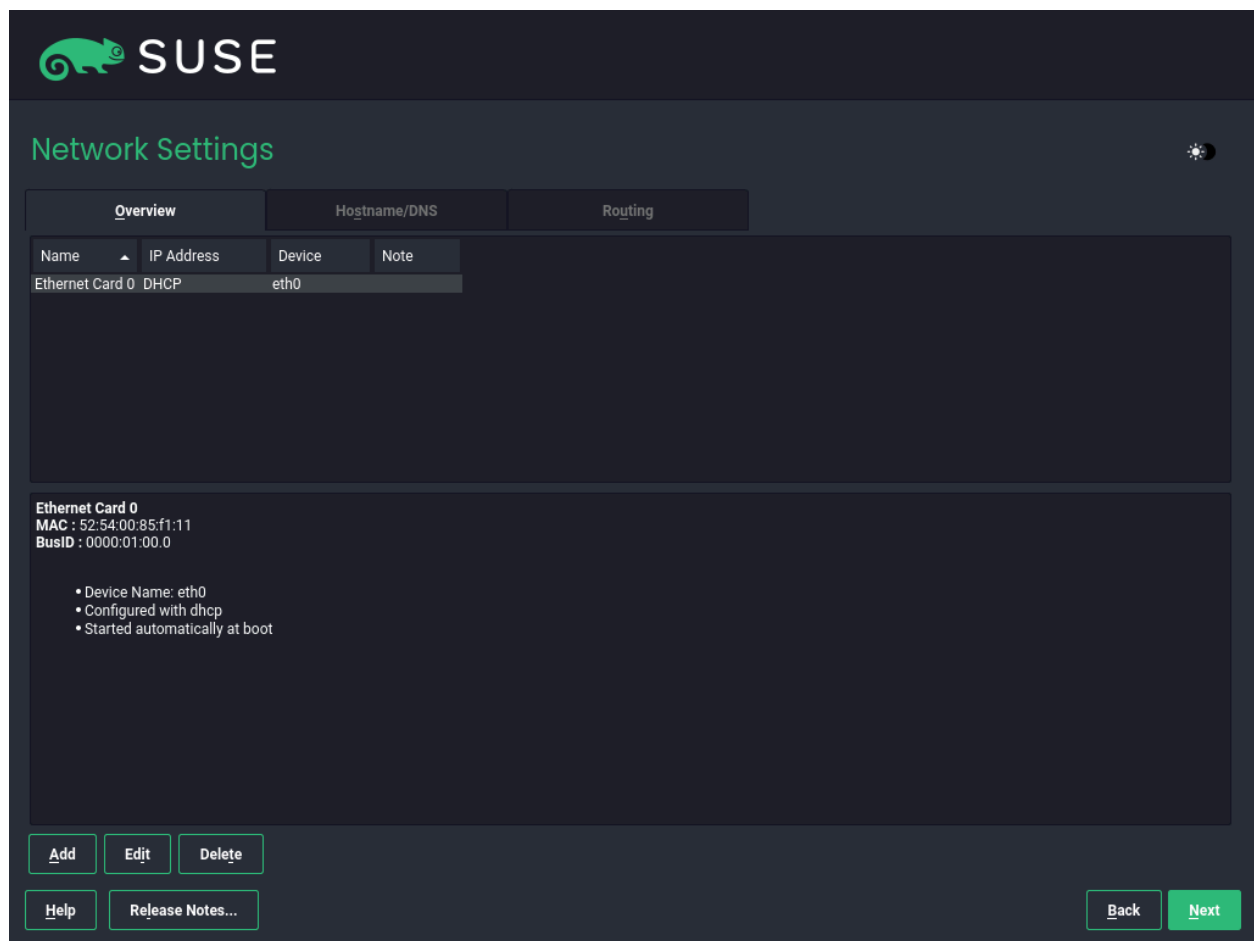 SUSE
Network Settings
Overview Hostname/DNS Routing
Name IP Address Device Note
Ethernet Card 0 DHCP eth0
Ethernet Card 0
MAC : 52:54:00:85:f1:11
BusID : 0000:01:00.0
• Device Name: eth0
• Configured with dhcp
• Started automatically at boot
Add Edit Delete
Help Release Notes... Back Next